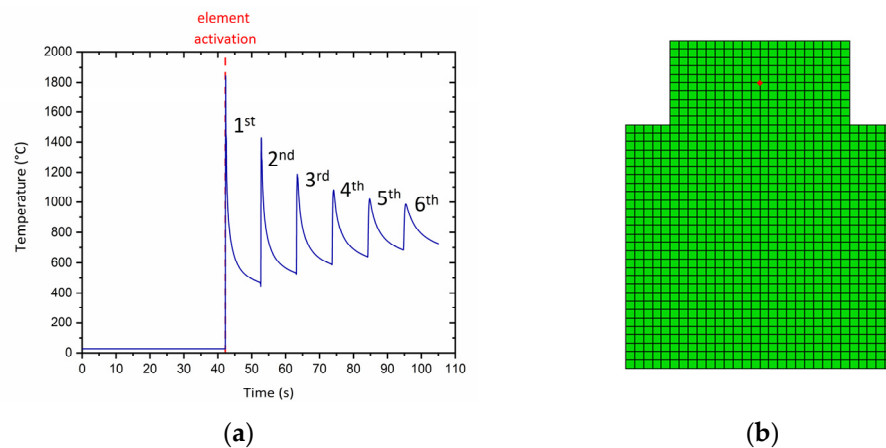 element
activation
2000
1800
1600
1400
1200
1000
800
600
400
200
0
Temperature (°C)
1st
2nd
3rd
4th
5th
6th
0 10 20 30 40 50 60 70 80 90 100 110
Time (s)
(a) (b)